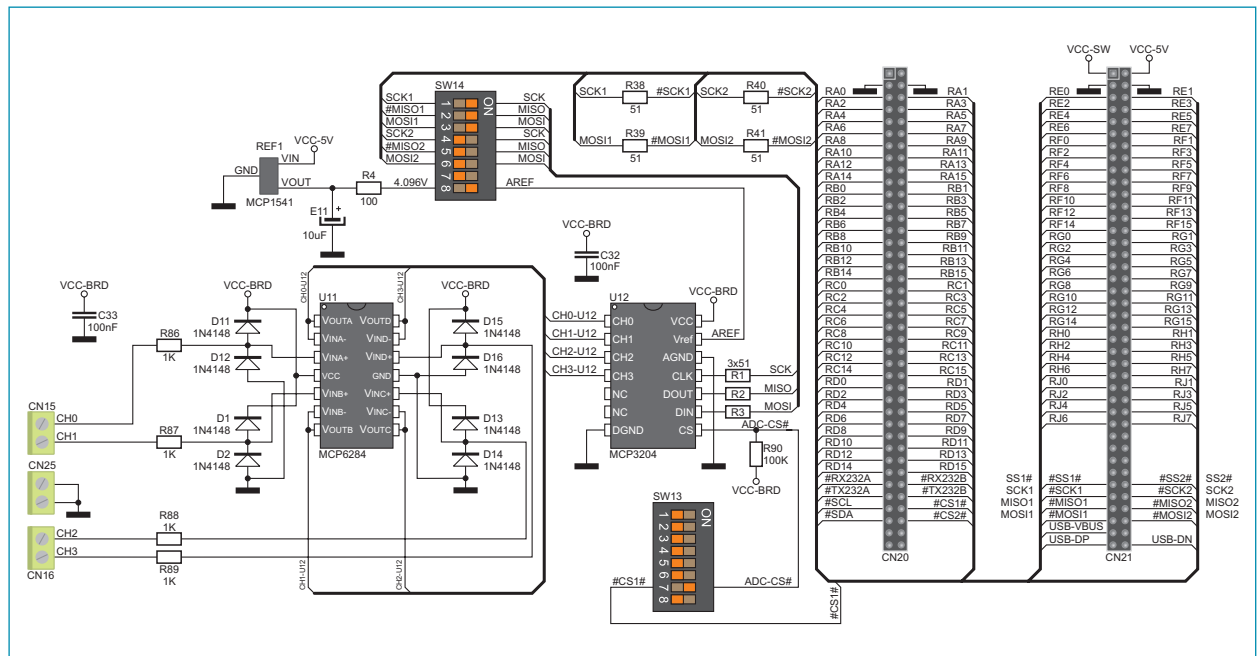 SW14
SCK1
#MISO1
MOSI1
SCK2
#MISO2
MOSI2
1
2
3
4
5
6
7
8
ON
SCK
MISO
MOSI
SCK
MISO
MOSI
SCK1 R38 #SCK1
51
SCK2 R40 #SCK2
51
MOSI1 R39 #MOSI1
51
MOSI2 R41 #MOSI2
51
REF1
VCC-5V
VIN
GND
VOUT
MCP1541
R4
100
4.096V
AREF
E11
+
10uF
VCC-BRD
C33
100nF
VCC-BRD
C32
100nF
VCC-BRD
D11
1N4148
D12
1N4148
D1
1N4148
D2
1N4148
R86
1K
R87
1K
R88
1K
R89
1K
CN15
CH0
CH1
CN25
CH2
CH3
CN16
CH0-U12
CH3-U12
CH1-U12
CH2-U12
U11
VOUTA
VINA-
VINA+
VCC
VINB+
VINB-
VOUTB
VOUTD
VIND-
VIND+
GND
VINC+
VINC-
VOUTC
MCP6284
VCC-BRD
D15
1N4148
D16
1N4148
D13
1N4148
D14
1N4148
CH0-U12
CH1-U12
CH2-U12
CH3-U12
U12
CH0
CH1
CH2
CH3
NC
NC
DGND
VCC
Vref
AGND
CLK
DOUT
DIN
CS
MCP3204
VCC-BRD
AREF
3x51
R1 SCK
R2 MISO
R3 MOSI
ADC-CS#
R90
100K
VCC-BRD
SW13
1
2
3
4
5
6
7
8
ON
#CS1#
ADC-CS#
#CS1#
RA0 RA1
RA2 RA3
RA4 RA5
RA6 RA7
RA8 RA9
RA10 RA11
RA12 RA13
RA14 RA15
RB0 RB1
RB2 RB3
RB4 RB5
RB6 RB7
RB8 RB9
RB10 RB11
RB12 RB13
RB14 RB15
RC0 RC1
RC2 RC3
RC4 RC5
RC6 RC7
RC8 RC9
RC10 RC11
RC12 RC13
RC14 RC15
RD0 RD1
RD2 RD3
RD4 RD5
RD6 RD7
RD8 RD9
RD10 RD11
RD12 RD13
RD14 RD15
#RX232A #RX232B
#TX232A #TX232B
#SCL #CS1#
#SDA #CS2#
CN20
VCC-SW VCC-5V
RE0 RE1
RE2 RE3
RE4 RE5
RE6 RE7
RF0 RF1
RF2 RF3
RF4 RF5
RF6 RF7
RF8 RF9
RF10 RF11
RF12 RF13
RF14 RF15
RG0 RG1
RG2 RG3
RG4 RG5
RG6 RG7
RG8 RG9
RG10 RG11
RG12 RG13
RG14 RG15
RH0 RH1
RH2 RH3
RH4 RH5
RH6 RH7
RJ0 RJ1
RJ2 RJ3
RJ4 RJ5
RJ6 RJ7
SS1# #SS1# #SS2# SS2#
SCK1 #SCK1 #SCK2 SCK2
MISO1 #MISO1 #MISO2 MISO2
MOSI1 #MOSI1 #MOSI2 MOSI2
USB-VBUS
USB-DP USB-DN
CN21